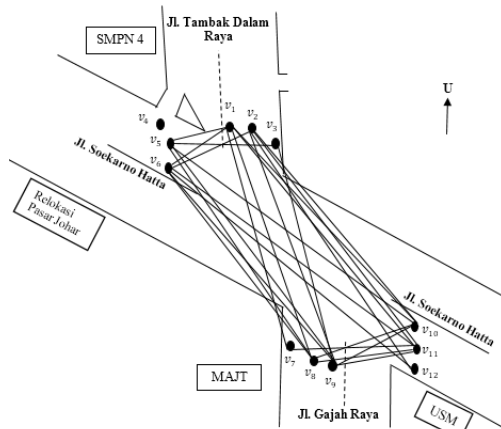 Jl. Tambak Dalam
Raya
SMPN 4
U
v₁
v₂
v₃
v₄
v₅
v₆
Jl. Soekarno Hatta
Relokasi
Pasar Johar
Jl. Soekarno Hatta
v₁₀
v₁₁
v₁₂
v₇
v₈
v₉
MAJT
Jl. Gajah Raya
USM